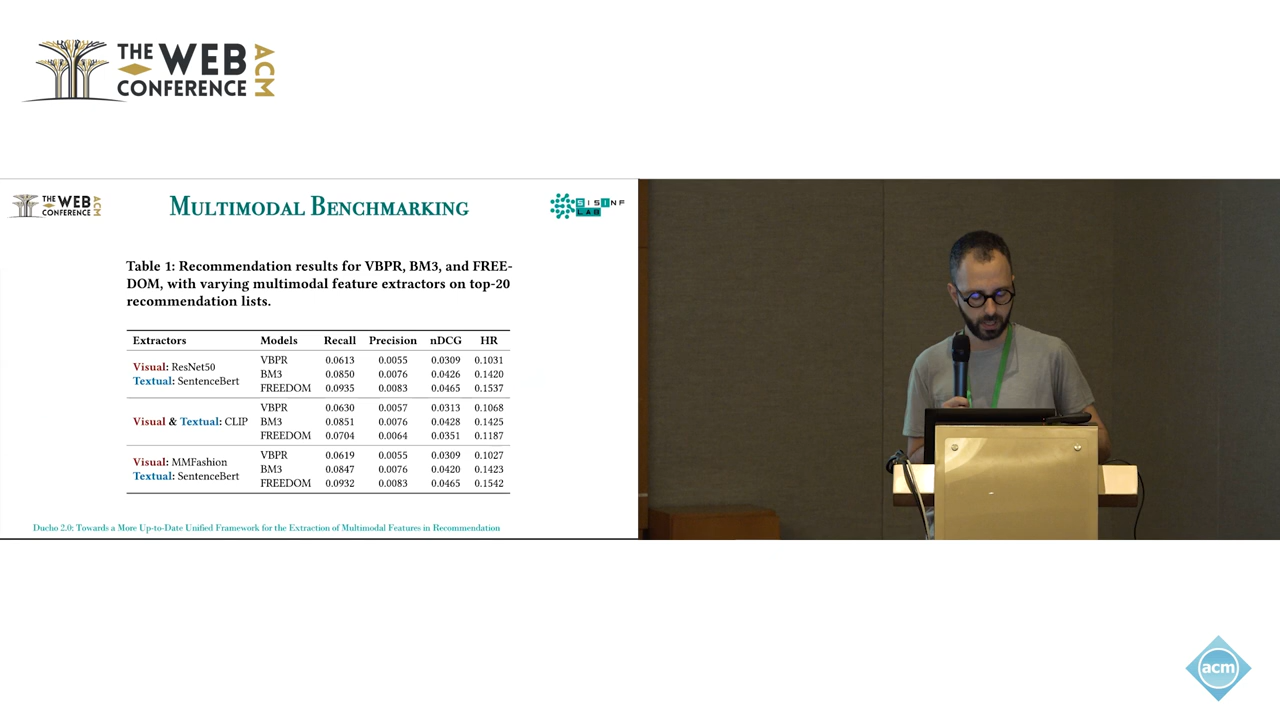 THE WEB
CONFERENCE
ACM
THE WEB
CONFERENCE
ACM
MULTIMODAL BENCHMARKING
SISINF
LAB
Table 1: Recommendation results for VBPR, BM3, and FREE-
DOM, with varying multimodal feature extractors on top-20
recommendation lists.
Extractors Models Recall Precision nDCG HR
Visual: ResNet50
Textual: SentenceBert
VBPR 0.0613 0.0055 0.0309 0.1031
BM3 0.0850 0.0076 0.0426 0.1420
FREEDOM 0.0935 0.0083 0.0465 0.1537
Visual & Textual: CLIP
VBPR 0.0630 0.0057 0.0313 0.1068
BM3 0.0851 0.0076 0.0428 0.1425
FREEDOM 0.0704 0.0064 0.0351 0.1187
Visual: MMFashion
Textual: SentenceBert
VBPR 0.0619 0.0055 0.0309 0.1027
BM3 0.0847 0.0076 0.0420 0.1423
FREEDOM 0.0932 0.0083 0.0465 0.1542
Ducho 2.0: Towards a More Up-to-Date Unified Framework for the Extraction of Multimodal Features in Recommendation
acm